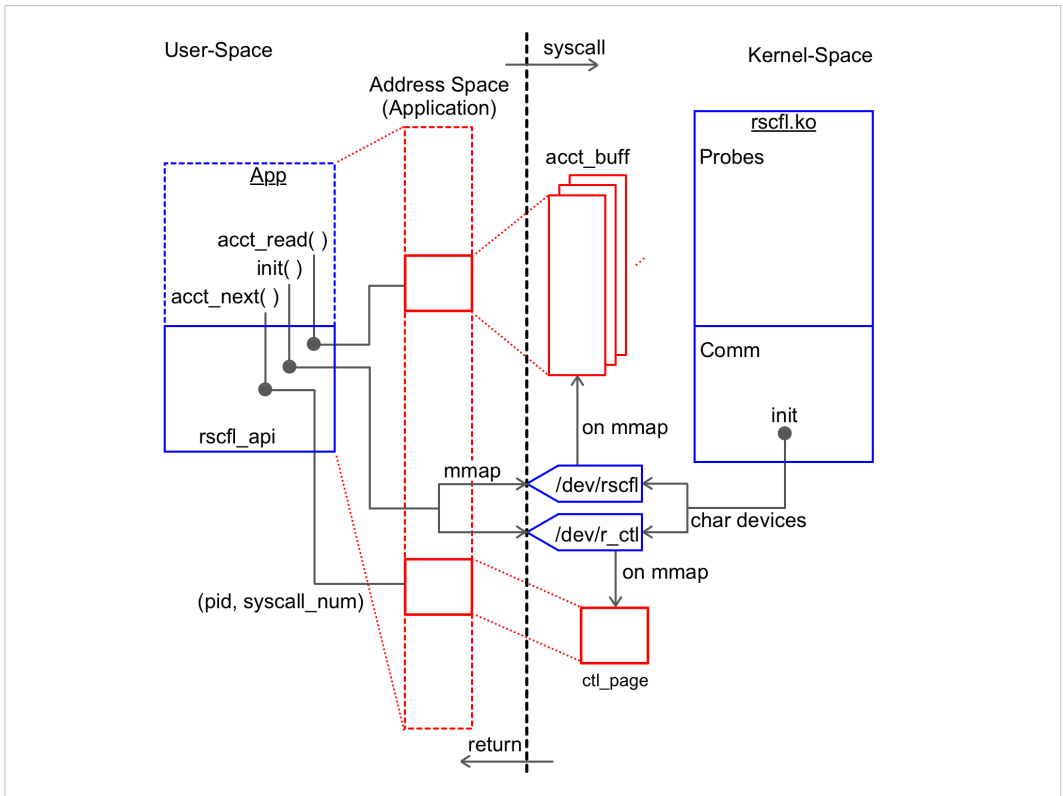 User-Space
syscall
Kernel-Space
Address Space
(Application)
rscfl.ko
Probes
acct_buff
App
acct_read( )
init( )
acct_next( )
Comm
init
on mmap
rscfl_api
mmap
/dev/rscfl
char devices
/dev/r_ctl
on mmap
(pid, syscall_num)
ctl_page
return